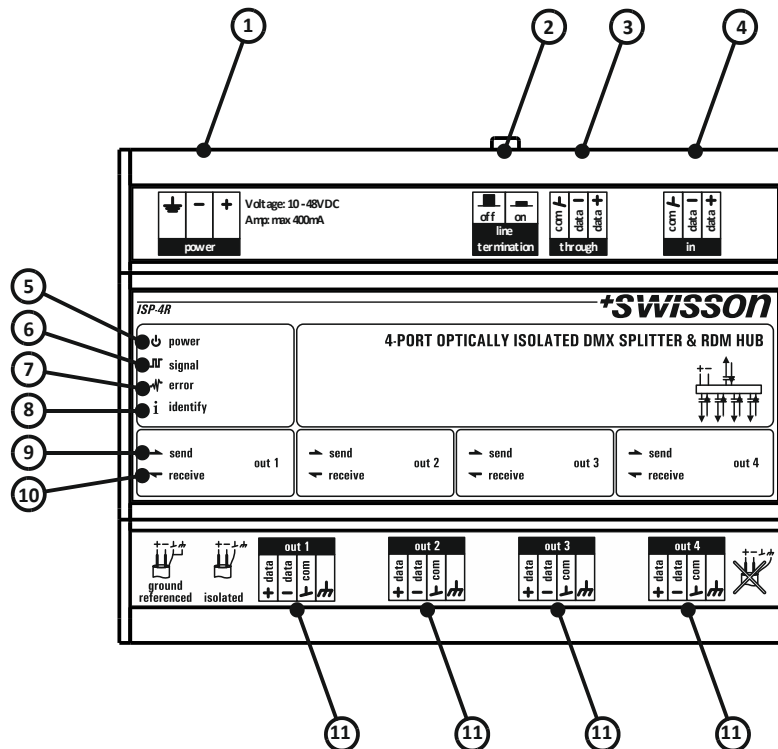 1 2 3 4
– +
power
Voltage: 10 - 48VDC
Amp: max 400mA
off on
line
termination
com data – data +
through
com data – data +
in
ISP-4R
+swisson
5
power
6
signal
7
error
8
i identify
4-PORT OPTICALLY ISOLATED DMX SPLITTER & RDM HUB
+ –
9
send
10
receive
out 1
send
receive
out 2
send
receive
out 3
send
receive
out 4
+ –
ground
referenced
+ –
isolated
out 1
+ data – data com
out 2
+ data – data com
out 3
+ data – data com
out 4
+ data – data com
+ –
11 11 11 11